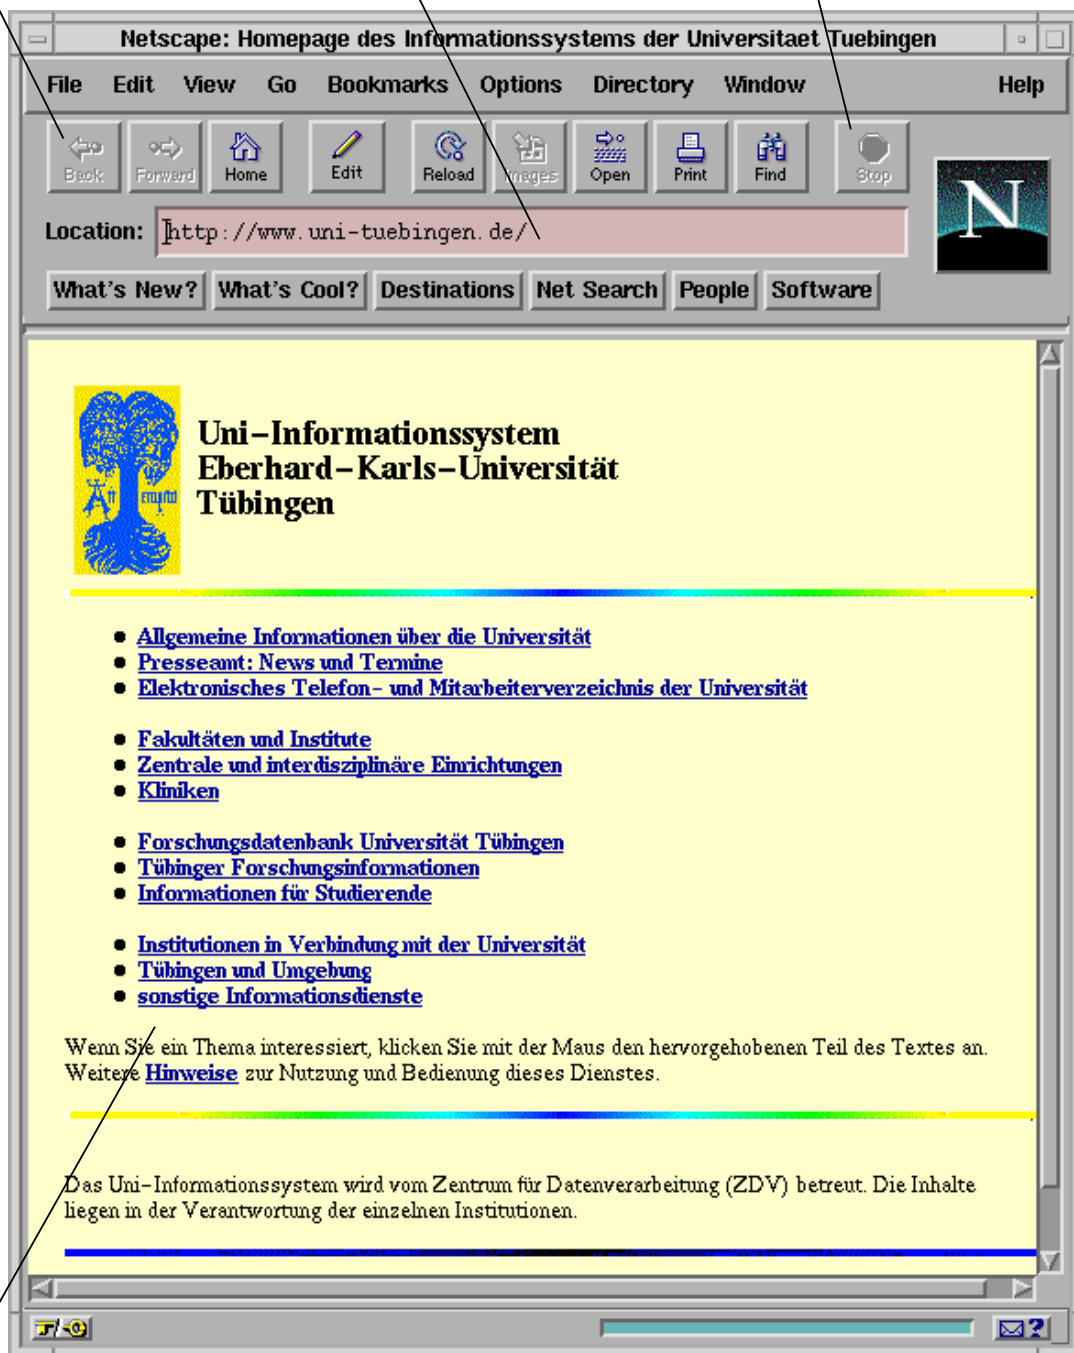 Netscape: Homepage des Informationssystems der Universitaet Tuebingen
File Edit View Go Bookmarks Options Directory Window Help
Back Forward Home Edit Reload Images Open Print Find Stop
N
Location: http://www.uni-tuebingen.de/
What's New? What's Cool? Destinations Net Search People Software
Uni-Informationssystem
Eberhard-Karls-Universität
Tübingen
Allgemeine Informationen über die Universität
Presseamt: News und Termine
Elektronisches Telefon- und Mitarbeiterverzeichnis der Universität
Fakultäten und Institute
Zentrale und interdisziplinäre Einrichtungen
Kliniken
Forschungsdatenbank Universität Tübingen
Tübinger Forschungsinformationen
Informationen für Studierende
Institutionen in Verbindung mit der Universität
Tübingen und Umgebung
sonstige Informationsdienste
Wenn Sie ein Thema interessiert, klicken Sie mit der Maus den hervorgehobenen Teil des Textes an.
Weitere Hinweise zur Nutzung und Bedienung dieses Dienstes.
Das Uni-Informationssystem wird vom Zentrum für Datenverarbeitung (ZDV) betreut. Die Inhalte
liegen in der Verantwortung der einzelnen Institutionen.
?